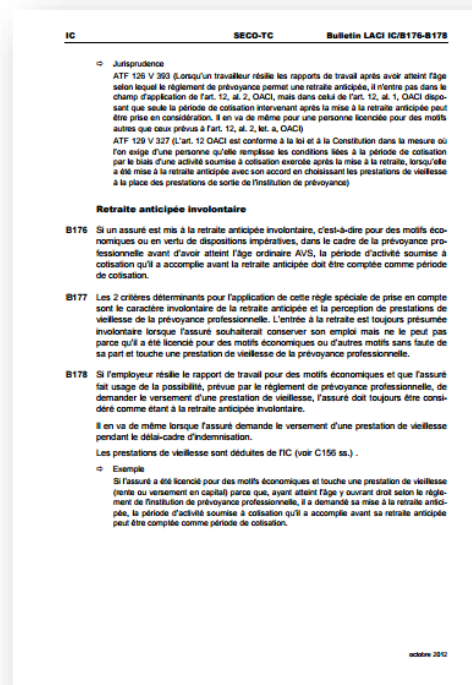 IC SECO-TC Bulletin LACI IC/B176-B178
⇨ Jurisprudence
ATF 126 V 393 (Lorsqu'un travailleur résilie les rapports de travail après avoir atteint l'âge
selon lequel le règlement de prévoyance permet une retraite anticipée, il n'entre pas dans le
champ d'application de l'art. 12, al. 2, OACI, mais dans celui de l'art. 12, al. 1, OACI dispo-
sant que seule la période de cotisation intervenant après la mise à la retraite anticipée peut
être prise en considération. Il en va de même pour une personne licenciée pour des motifs
autres que ceux prévus à l'art. 12, al. 2, let. a, OACI)
ATF 129 V 327 (L'art. 12 OACI est conforme à la loi et à la Constitution dans la mesure où
l'on exige d'une personne qu'elle remplisse les conditions liées à la période de cotisation
par le biais d'une activité soumise à cotisation exercée après la mise à la retraite, lorsqu'elle
a été mise à la retraite anticipée avec son accord en choisissant les prestations de vieillesse
à la place des prestations de sortie de l'institution de prévoyance)
Retraite anticipée involontaire
B176 Si un assuré est mis à la retraite anticipée involontaire, c'est-à-dire pour des motifs éco-
nomiques ou en vertu de dispositions impératives, dans le cadre de la prévoyance pro-
fessionnelle avant d'avoir atteint l'âge ordinaire AVS, la période d'activité soumise à
cotisation qu'il a accomplie avant la retraite anticipée doit être comptée comme période
de cotisation.
B177 Les 2 critères déterminants pour l'application de cette règle spéciale de prise en compte
sont le caractère involontaire de la retraite anticipée et la perception de prestations de
vieillesse de la prévoyance professionnelle. L'entrée à la retraite est toujours présumée
involontaire lorsque l'assuré souhaiterait conserver son emploi mais ne le peut pas
parce qu'il a été licencié pour des motifs économiques ou d'autres motifs sans faute de
sa part et touche une prestation de vieillesse de la prévoyance professionnelle.
B178 Si l'employeur résilie le rapport de travail pour des motifs économiques et que l'assuré
fait usage de la possibilité, prévue par le règlement de prévoyance professionnelle, de
demander le versement d'une prestation de vieillesse, l'assuré doit toujours être consi-
déré comme étant à la retraite anticipée involontaire.
Il en va de même lorsque l'assuré demande le versement d'une prestation de vieillesse
pendant le délai-cadre d'indemnisation.
Les prestations de vieillesse sont déduites de l'IC (voir C156 ss.) .
⇨ Exemple
Si l'assuré a été licencié pour des motifs économiques et touche une prestation de vieillesse
(rente ou versement en capital) parce que, ayant atteint l'âge y ouvrant droit selon le règle-
ment de l'institution de prévoyance professionnelle, il a demandé sa mise à la retraite antici-
pée, la période d'activité soumise à cotisation qu'il a accomplie avant sa retraite anticipée
peut être comptée comme période de cotisation.
octobre 2012